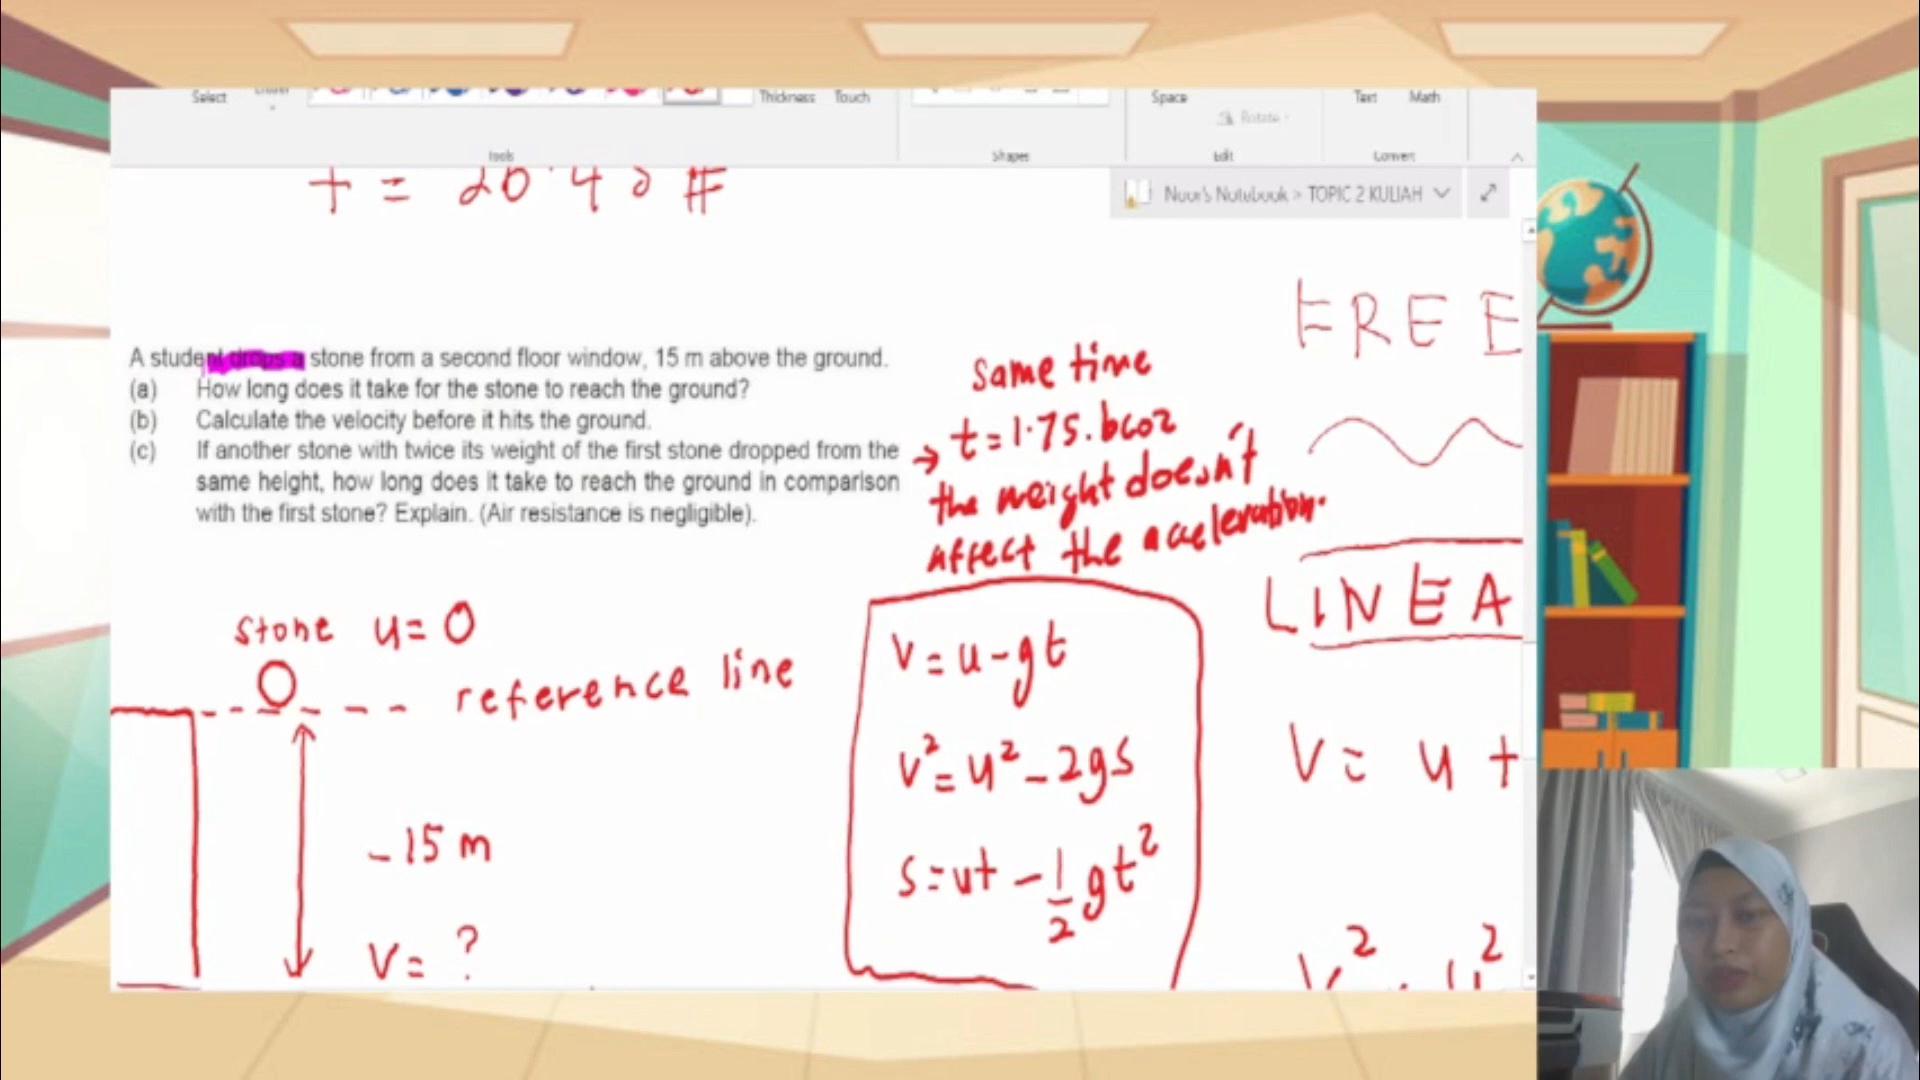 Select
Thickness
Touch
Space
Text
Math
Rotate
Tools
Shapes
Edit
Convert
Noor's Notebook > TOPIC 2 KULIAH
t = 20.4 s #
FREE
A student drops a stone from a second floor window, 15 m above the ground.
(a) How long does it take for the stone to reach the ground?
(b) Calculate the velocity before it hits the ground.
(c) If another stone with twice its weight of the first stone dropped from the
same height, how long does it take to reach the ground in comparison
with the first stone? Explain. (Air resistance is negligible).
same time
→ t = 1.75. bcoz
the weight doesn't
affect the acceleration.
LINEA
stone u = 0
reference line
-15 m
v = ?
v = u - gt
v² = u² - 2gs
s = ut - 1/2 gt²
v = u +